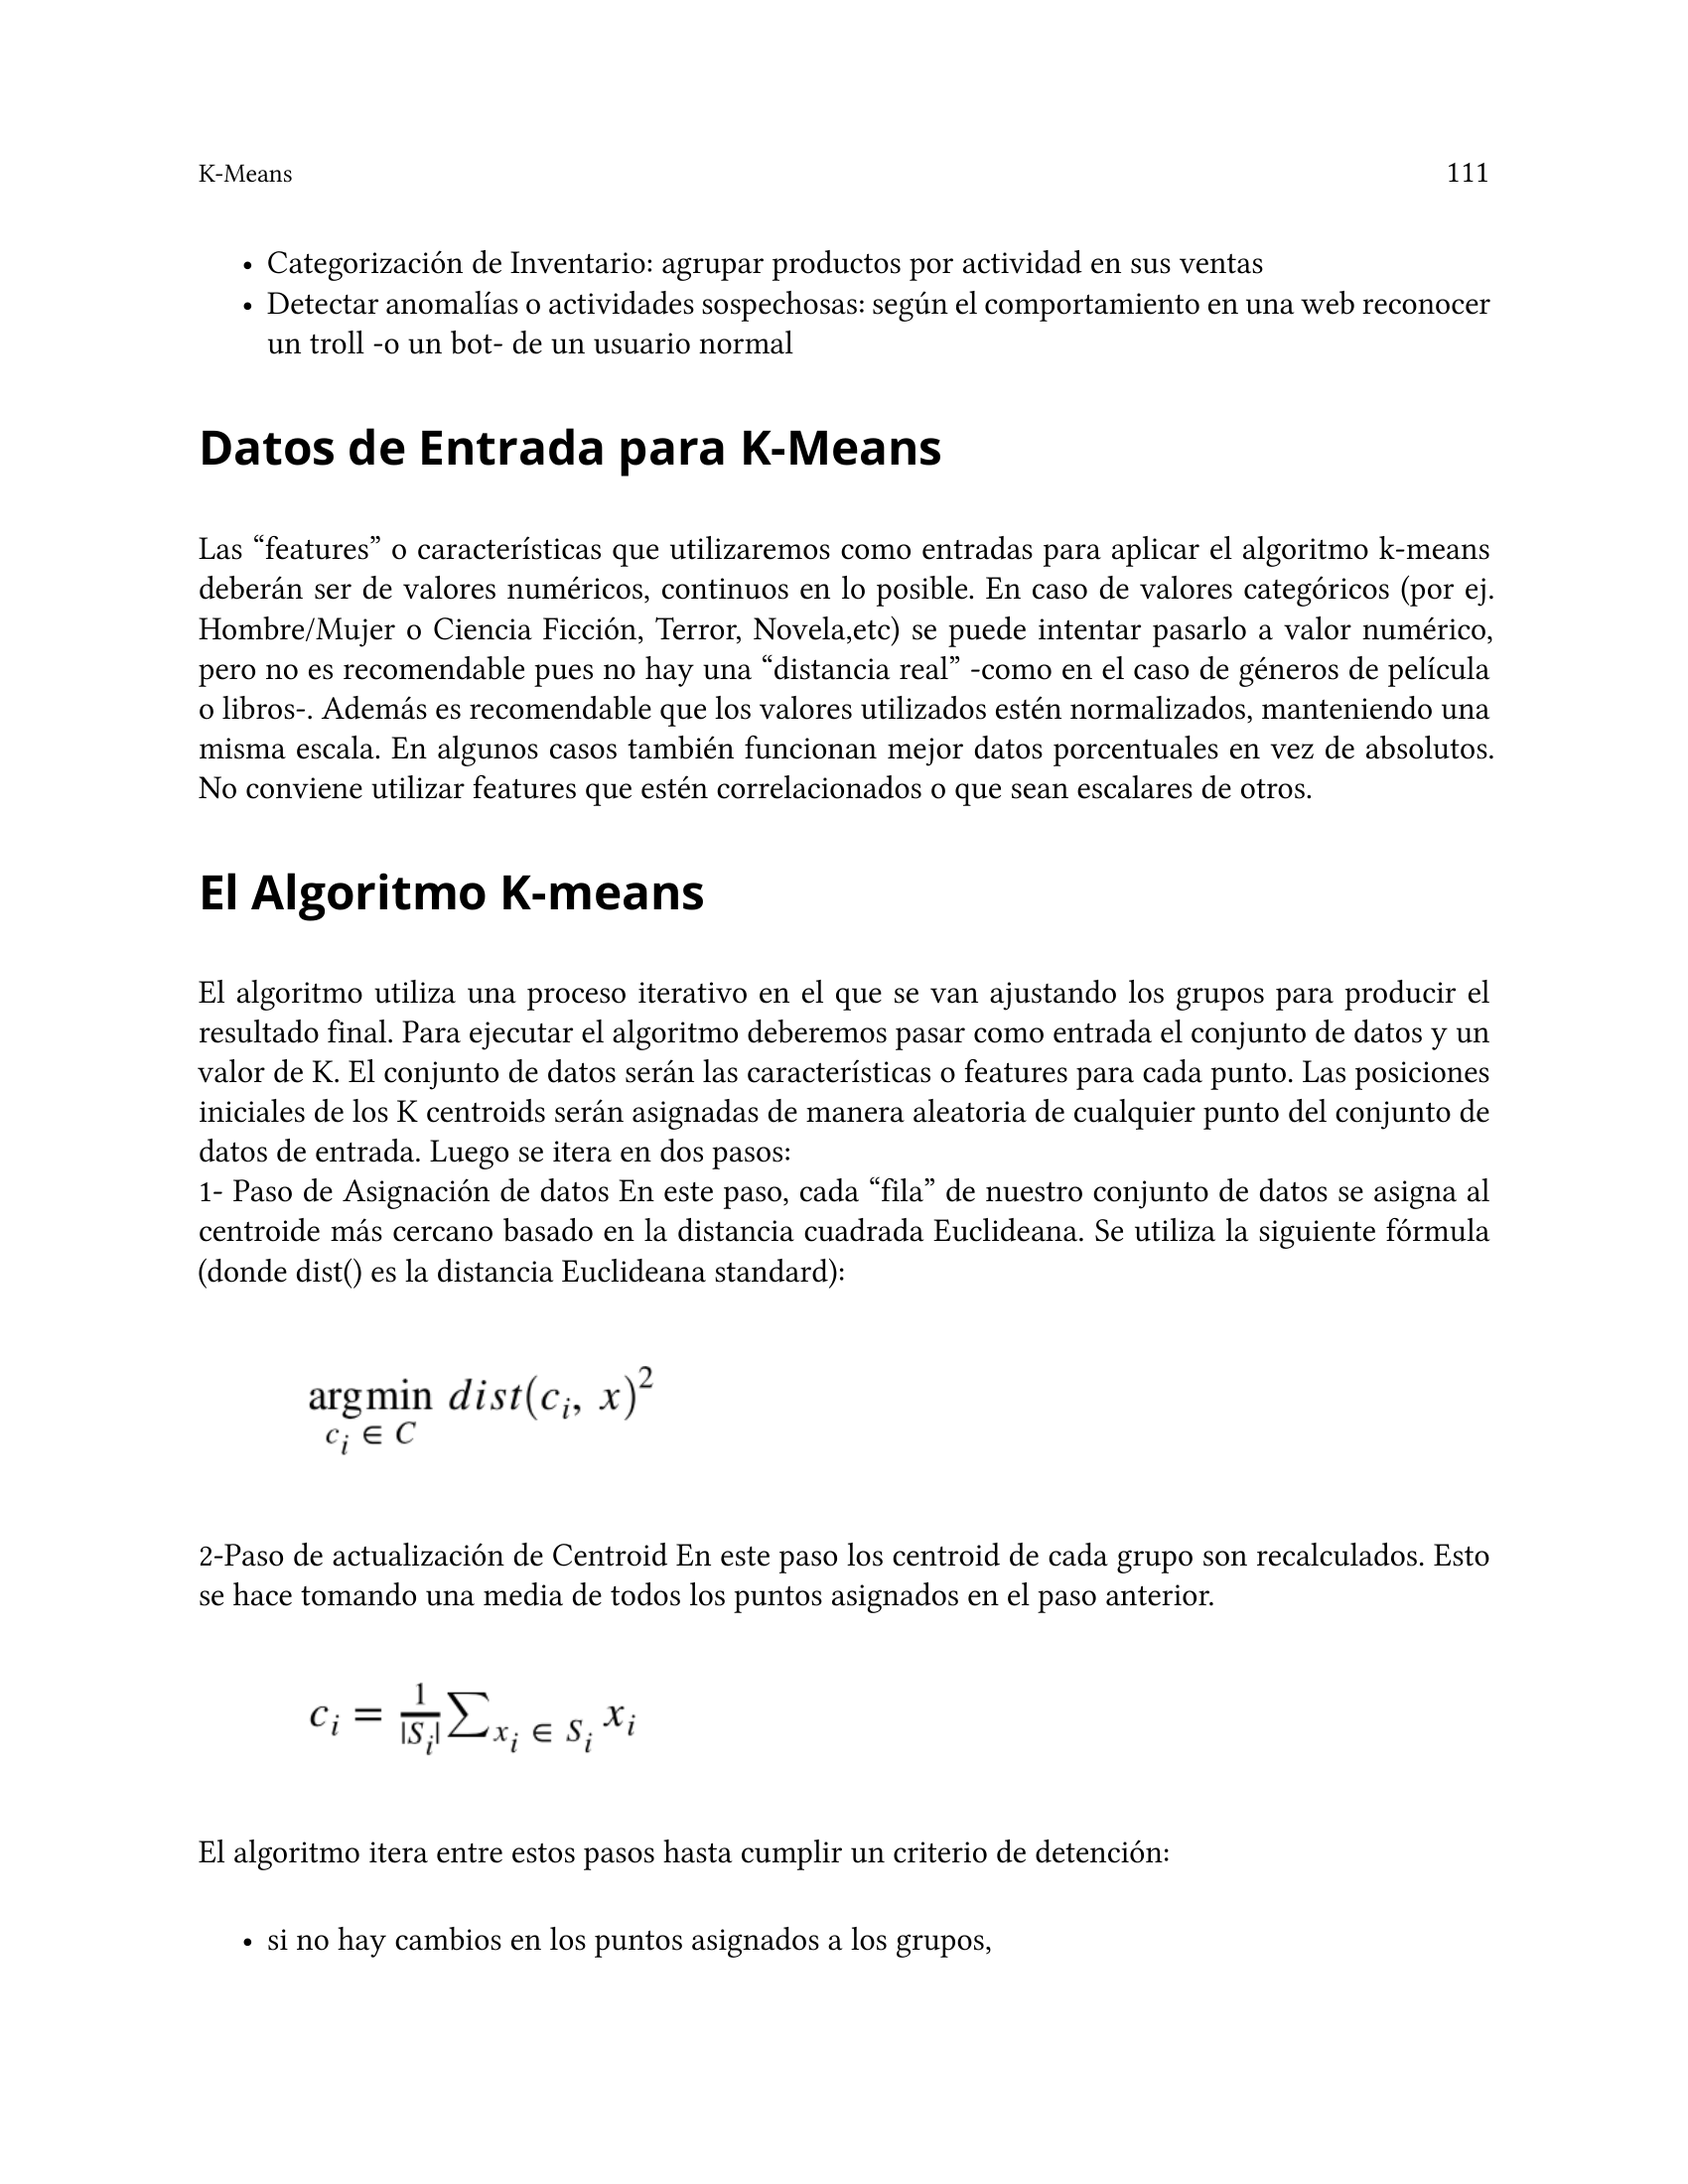 K-Means 111
• Categorización de Inventario: agrupar productos por actividad en sus ventas
• Detectar anomalías o actividades sospechosas: según el comportamiento en una web reconocer
un troll -o un bot- de un usuario normal
Datos de Entrada para K-Means
Las “features” o características que utilizaremos como entradas para aplicar el algoritmo k-means
deberán ser de valores numéricos, continuos en lo posible. En caso de valores categóricos (por ej.
Hombre/Mujer o Ciencia Ficción, Terror, Novela,etc) se puede intentar pasarlo a valor numérico,
pero no es recomendable pues no hay una “distancia real” -como en el caso de géneros de película
o libros-. Además es recomendable que los valores utilizados estén normalizados, manteniendo una
misma escala. En algunos casos también funcionan mejor datos porcentuales en vez de absolutos.
No conviene utilizar features que estén correlacionados o que sean escalares de otros.
El Algoritmo K-means
El algoritmo utiliza una proceso iterativo en el que se van ajustando los grupos para producir el
resultado final. Para ejecutar el algoritmo deberemos pasar como entrada el conjunto de datos y un
valor de K. El conjunto de datos serán las características o features para cada punto. Las posiciones
iniciales de los K centroids serán asignadas de manera aleatoria de cualquier punto del conjunto de
datos de entrada. Luego se itera en dos pasos:
1- Paso de Asignación de datos En este paso, cada “fila” de nuestro conjunto de datos se asigna al
centroide más cercano basado en la distancia cuadrada Euclideana. Se utiliza la siguiente fórmula
(donde dist() es la distancia Euclideana standard):
argmin dist(c_i, x)^2
c_i ∈ C
2-Paso de actualización de Centroid En este paso los centroid de cada grupo son recalculados. Esto
se hace tomando una media de todos los puntos asignados en el paso anterior.
c_i = 1/|S_i| ∑_{x_i ∈ S_i} x_i
El algoritmo itera entre estos pasos hasta cumplir un criterio de detención:
• si no hay cambios en los puntos asignados a los grupos,